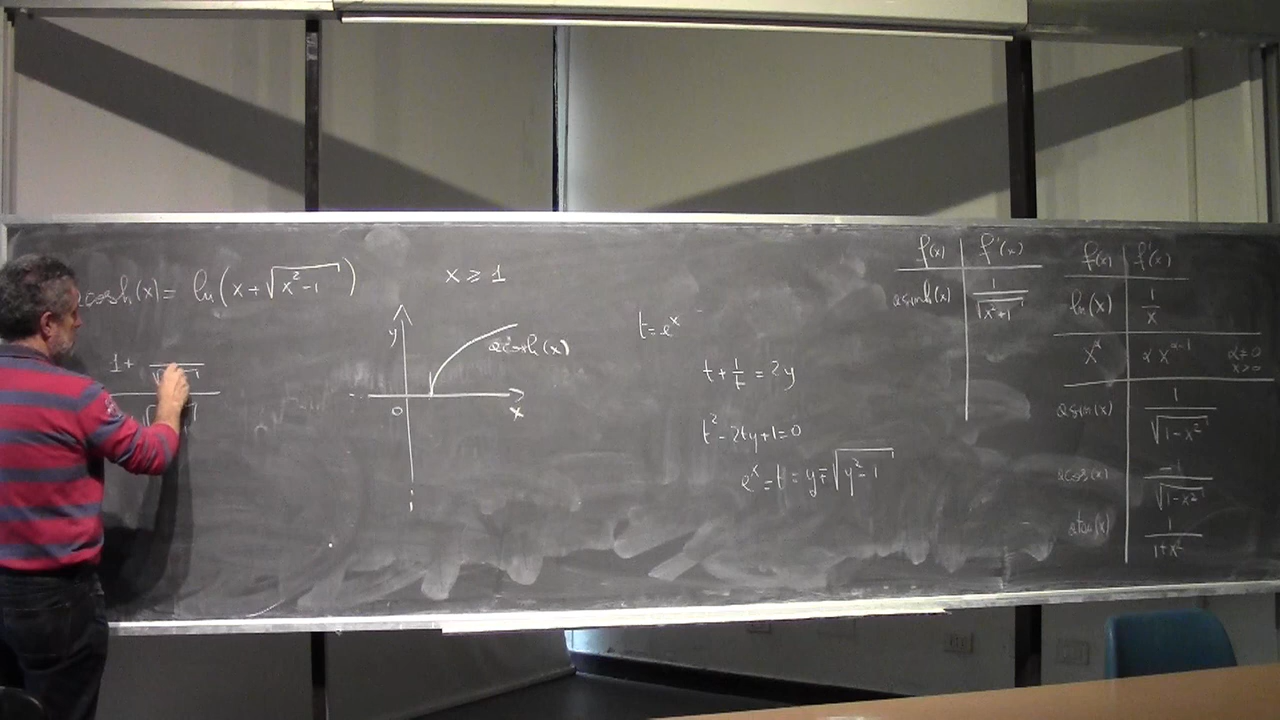 acosh(x) = ln(x + √(x² - 1))
x ≥ 1
1 +
y
acosh(x)
0
x
t = e^x
t + 1/t = 2y
t² - 2ty + 1 = 0
e^x = t = y ∓ √(y² - 1)
f(x) f'(x)
asinh(x) 1/√(x² + 1)
f(x) f'(x)
ln(x) 1/x
x^α α x^(α-1) α ≠ 0 x > 0
asin(x) 1/√(1 - x²)
acos(x) -1/√(1 - x²)
atan(x) 1/(1 + x²)